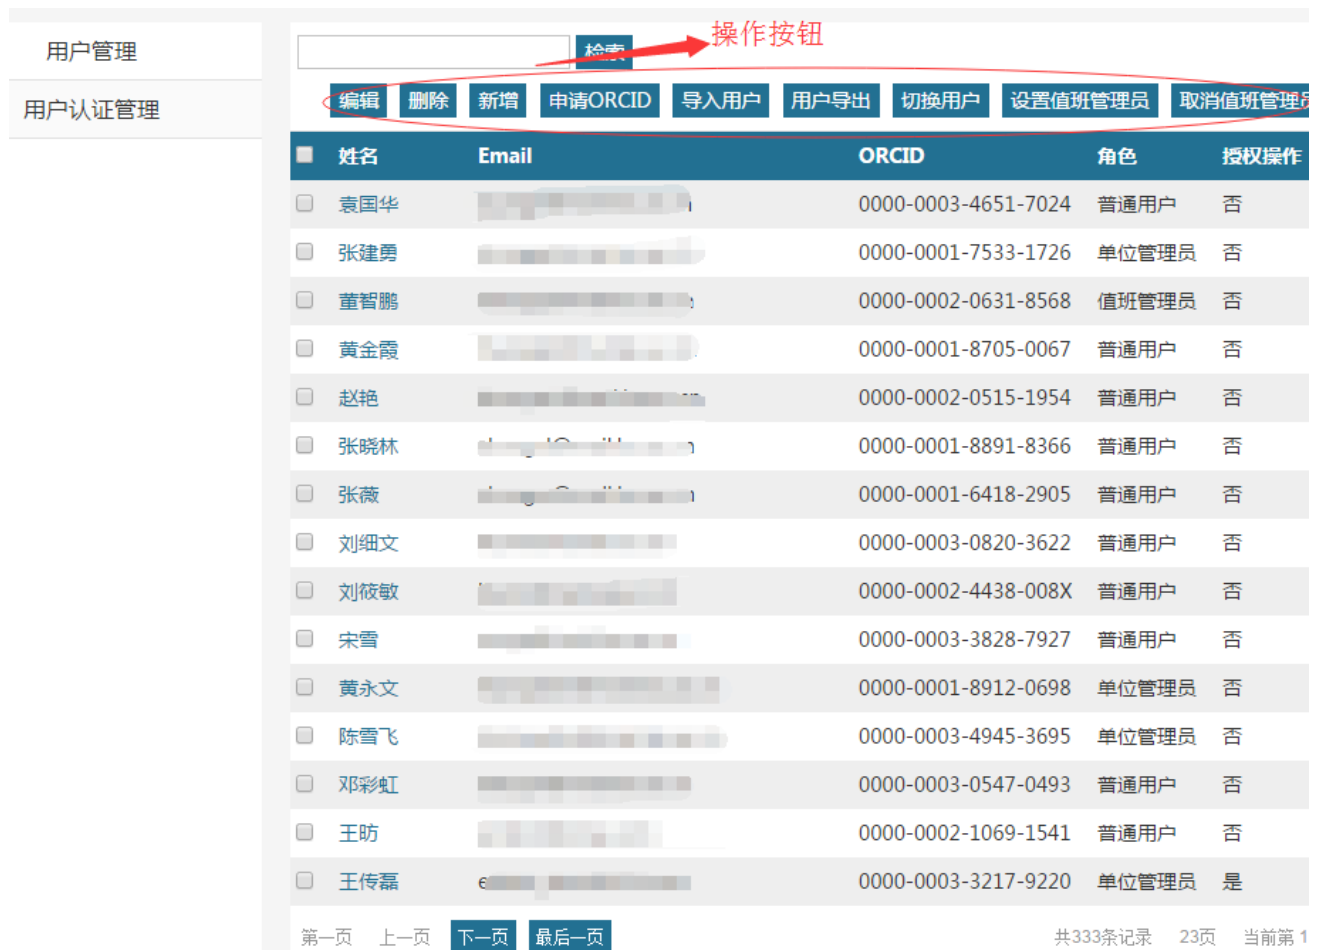 操作按钮
用户管理
检索
用户认证管理
编辑 删除 新增 申请ORCID 导入用户 用户导出 切换用户 设置值班管理员 取消值班管理员
姓名 Email ORCID 角色 授权操作
袁国华 0000-0003-4651-7024 普通用户 否
张建勇 0000-0001-7533-1726 单位管理员 否
董智鹏 0000-0002-0631-8568 值班管理员 否
黄金霞 0000-0001-8705-0067 普通用户 否
赵艳 0000-0002-0515-1954 普通用户 否
张晓林 0000-0001-8891-8366 普通用户 否
张薇 0000-0001-6418-2905 普通用户 否
刘细文 0000-0003-0820-3622 普通用户 否
刘筱敏 0000-0002-4438-008X 普通用户 否
宋雪 0000-0003-3828-7927 普通用户 否
黄永文 0000-0001-8912-0698 单位管理员 否
陈雪飞 0000-0003-4945-3695 单位管理员 否
邓彩虹 0000-0003-0547-0493 普通用户 否
王昉 0000-0002-1069-1541 普通用户 否
王传磊 0000-0003-3217-9220 单位管理员 是
第一页 上一页 下一页 最后一页 共333条记录 23页 当前第 1